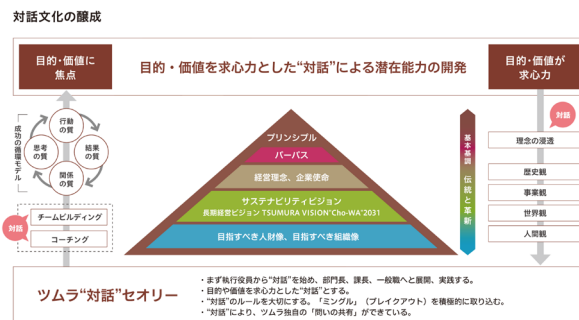 対話文化の醸成
目的・価値に
焦点
目的・価値を求心力とした“対話”による潜在能力の開発
目的・価値が
求心力
成功の循環モデル
行動
の質
思考
の質
結果
の質
関係
の質
対話
チームビルディング
コーチング
プリンシプル
パーパス
経営理念、企業使命
サステナビリティビジョン
長期経営ビジョン TSUMURA VISION“Cho-WA”2031
目指すべき人財像、目指すべき組織像
基本基調
伝統と革新
対話
理念の浸透
歴史観
事業観
世界観
人間観
ツムラ“対話”セオリー
・まず執行役員から“対話”を始め、部門長、課長、一般職へと展開、実践する。
・目的や価値を求心力とした“対話”とする。
・“対話”のルールを大切にする。「ミングル」（ブレイクアウト）を積極的に取り込む。
・“対話”により、ツムラ独自の「問いの共有」ができている。